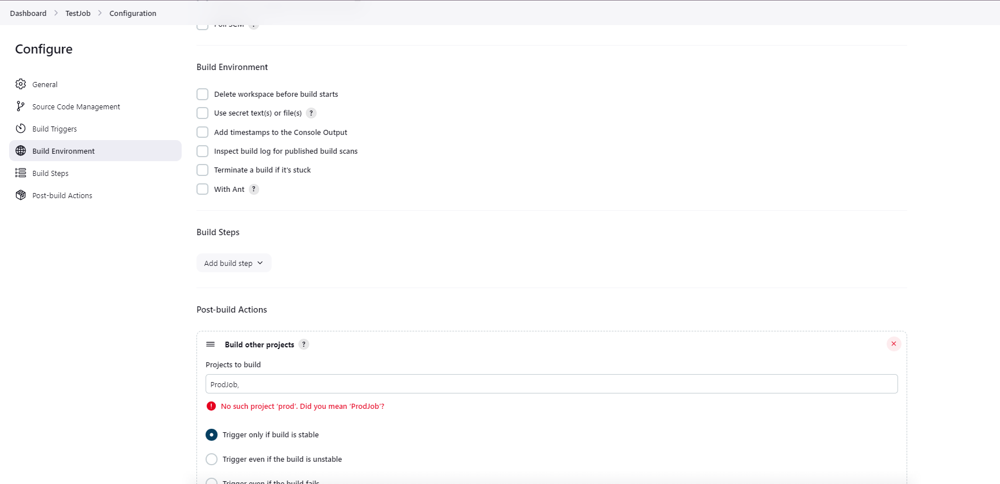 Dashboard > TestJob > Configuration
Configure
General
Source Code Management
Build Triggers
Build Environment
Build Steps
Post-build Actions
Poll SCM ?
Build Environment
Delete workspace before build starts
Use secret text(s) or file(s) ?
Add timestamps to the Console Output
Inspect build log for published build scans
Terminate a build if it's stuck
With Ant ?
Build Steps
Add build step
Post-build Actions
Build other projects ?
Projects to build
ProdJob,
No such project ‘prod’. Did you mean ‘ProdJob’?
Trigger only if build is stable
Trigger even if the build is unstable
Trigger even if the build fails